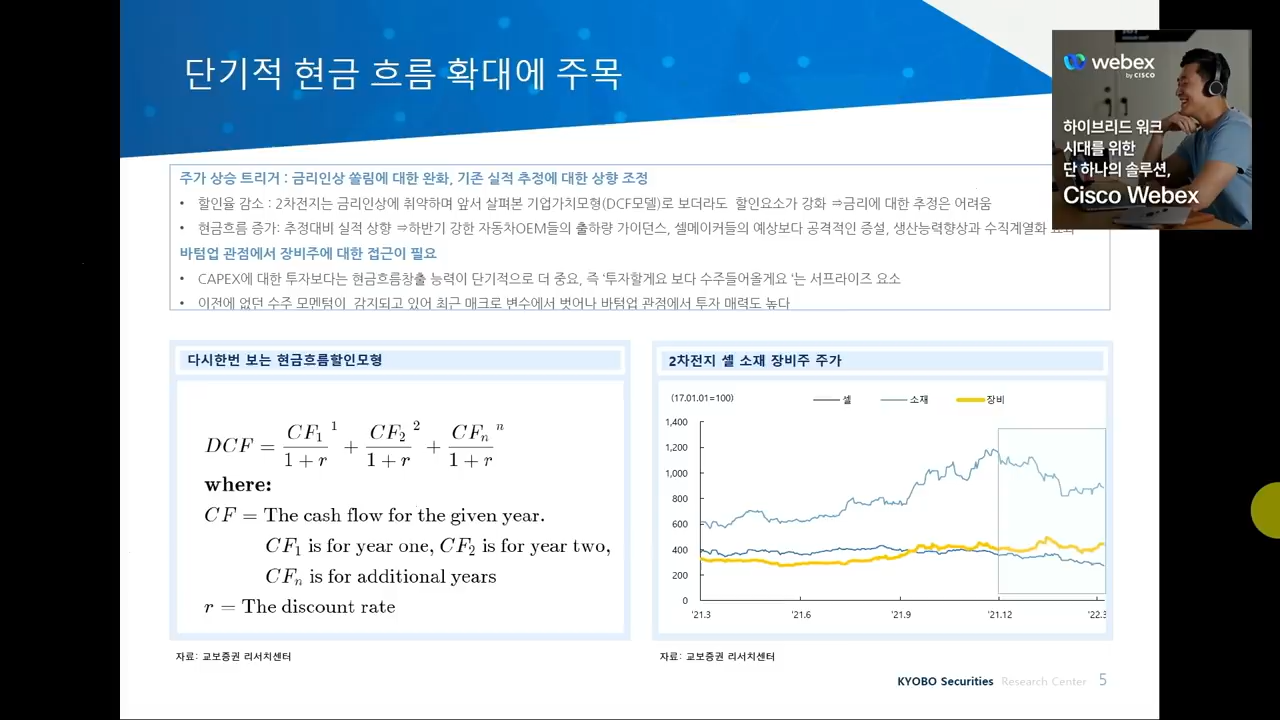 단기적 현금 흐름 확대에 주목
webex
by CISCO
하이브리드 워크
시대를 위한
단 하나의 솔루션,
Cisco Webex
주가 상승 트리거 : 금리인상 쏠림에 대한 완화, 기존 실적 추정에 대한 상향 조정
• 할인율 감소 : 2차전지는 금리인상에 취약하며 앞서 살펴본 기업가치모형(DCF모델)로 보더라도 할인요소가 강화 ⇒금리에 대한 추정은 어려움
• 현금흐름 증가: 추정대비 실적 상향 ⇒하반기 강한 자동차OEM들의 출하량 가이던스, 셀메이커들의 예상보다 공격적인 증설, 생산능력향상과 수직계열화
바텀업 관점에서 장비주에 대한 접근이 필요
• CAPEX에 대한 투자보다는 현금흐름창출 능력이 단기적으로 더 중요, 즉 ‘투자할게요 보다 수주들어올게요 ‘는 서프라이즈 요소
• 이전에 없던 수주 모멘텀이 감지되고 있어 최근 매크로 변수에서 벗어나 바텀업 관점에서 투자 매력도 높다
다시한번 보는 현금흐름할인모형
DCF = CF1/1 + r 1 + CF2/1 + r 2 + CFn/1 + r n
where:
CF = The cash flow for the given year.
CF1 is for year one, CF2 is for year two,
CFn is for additional years
r = The discount rate
자료: 교보증권 리서치센터
2차전지 셀 소재 장비주 주가
(17.01.01=100)
셀 소재 장비
1,400
1,200
1,000
800
600
400
200
0
'21.3 '21.6 '21.9 '21.12 '22.3
자료: 교보증권 리서치센터
KYOBO Securities Research Center 5